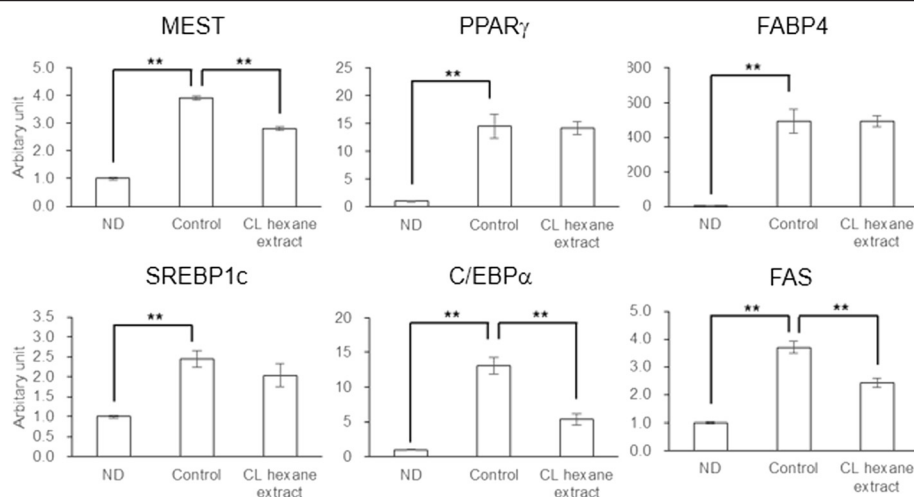 MEST
**
**
5.0
4.0
3.0
2.0
1.0
0.0
Arbitary unit
ND
Control
CL hexane
extract
PPARγ
**
25
20
15
10
5
0
ND
Control
CL hexane
extract
FABP4
**
600
400
200
0
ND
Control
CL hexane
extract
SREBP1c
**
3.5
3.0
2.5
2.0
1.5
1.0
0.5
0.0
Arbitary unit
ND
Control
CL hexane
extract
C/EBPα
**
**
20
15
10
5
0
ND
Control
CL hexane
extract
FAS
**
**
5.0
4.0
3.0
2.0
1.0
0.0
ND
Control
CL hexane
extract